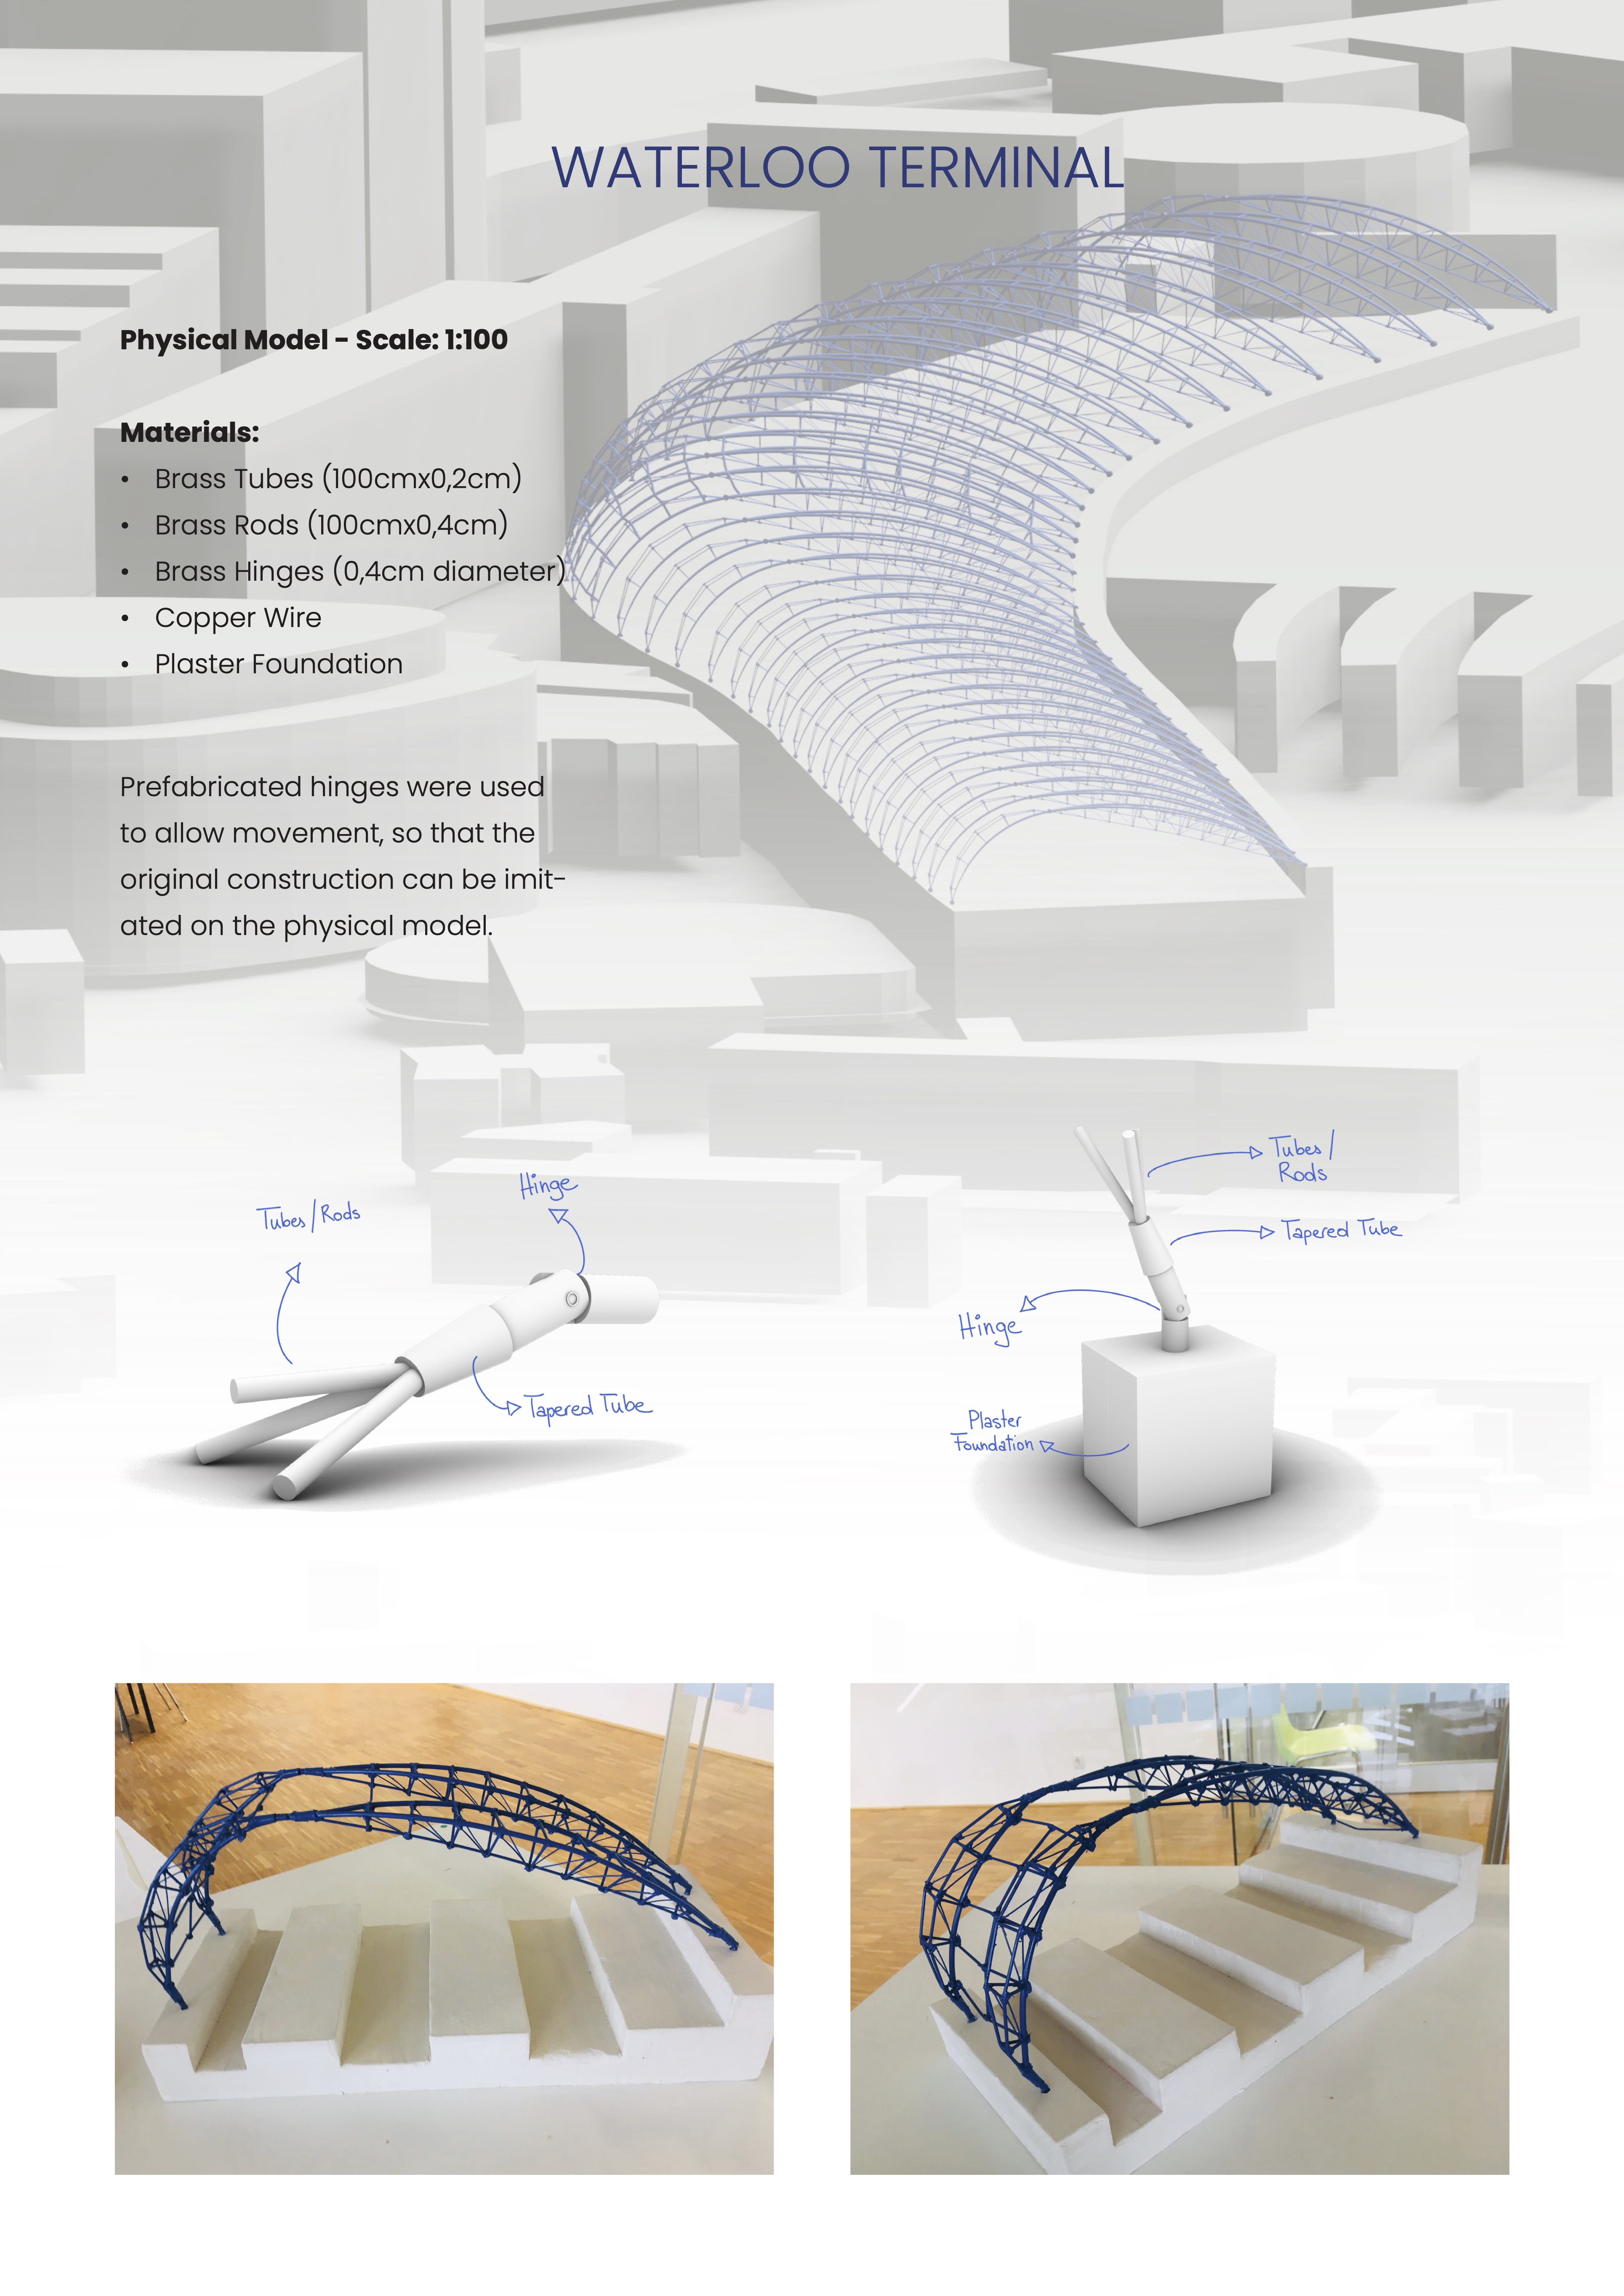 WATERLOO TERMINAL
Physical Model - Scale: 1:100
Materials:
• Brass Tubes (100cmx0,2cm)
• Brass Rods (100cmx0,4cm)
• Brass Hinges (0,4cm diameter)
• Copper Wire
• Plaster Foundation
Prefabricated hinges were used
to allow movement, so that the
original construction can be imit-
ated on the physical model.
Tubes/Rods
Hinge
Tapered Tube
Tubes/
Rods
Tapered Tube
Hinge
Plaster
Foundation